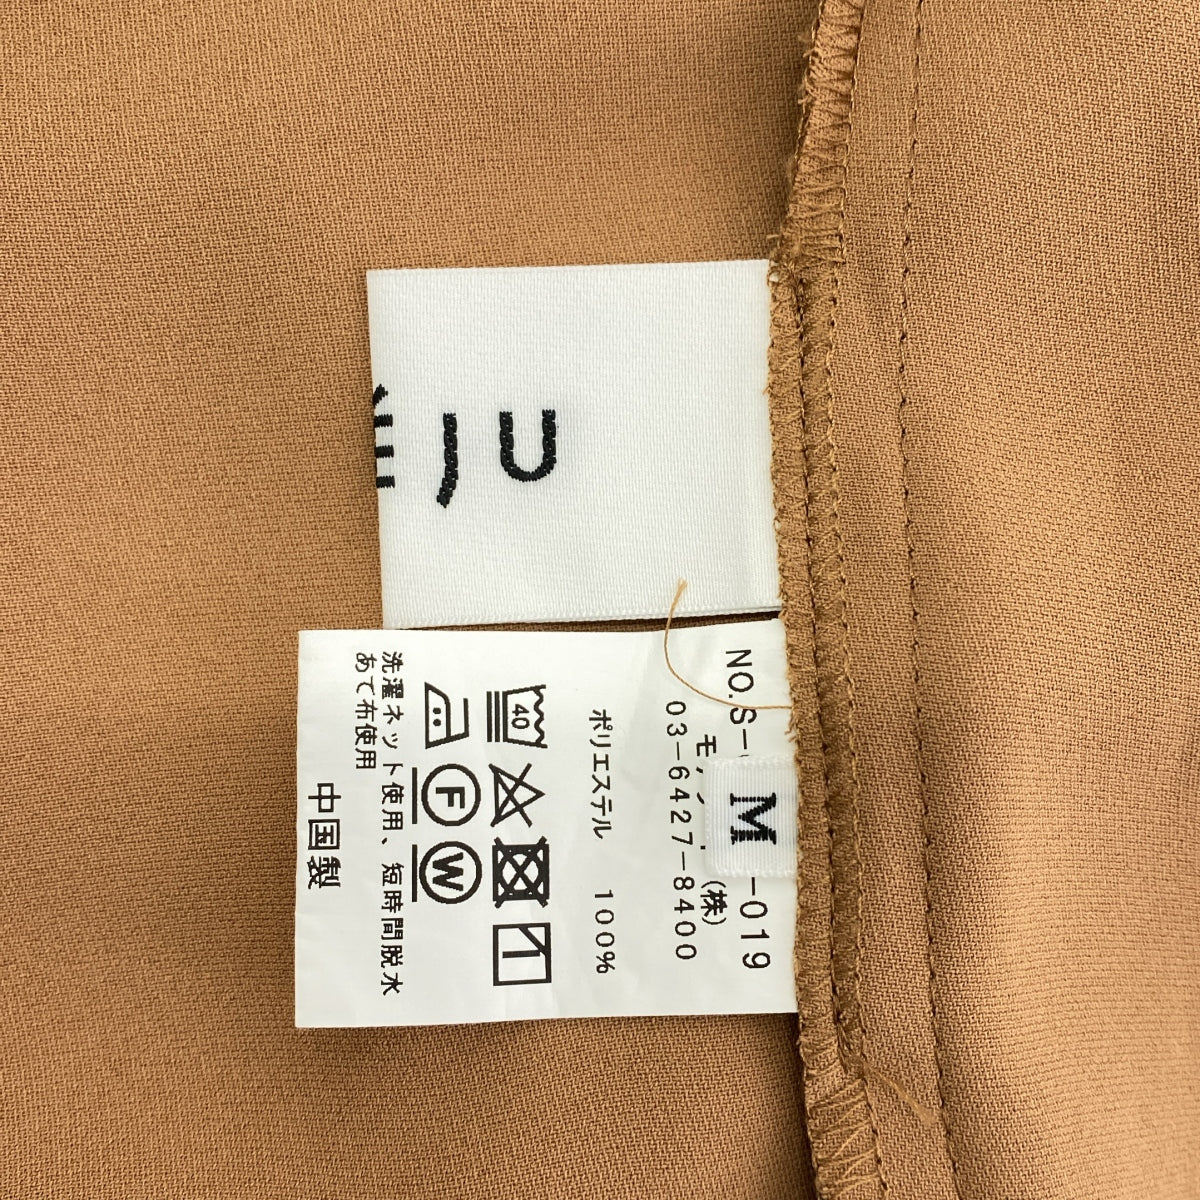 NO.S-
-019
M
(株)
03-6427-8400
ポリエステル 100%
40
F
W
洗濯ネット使用、短時間脱水
あて布使用
中国製